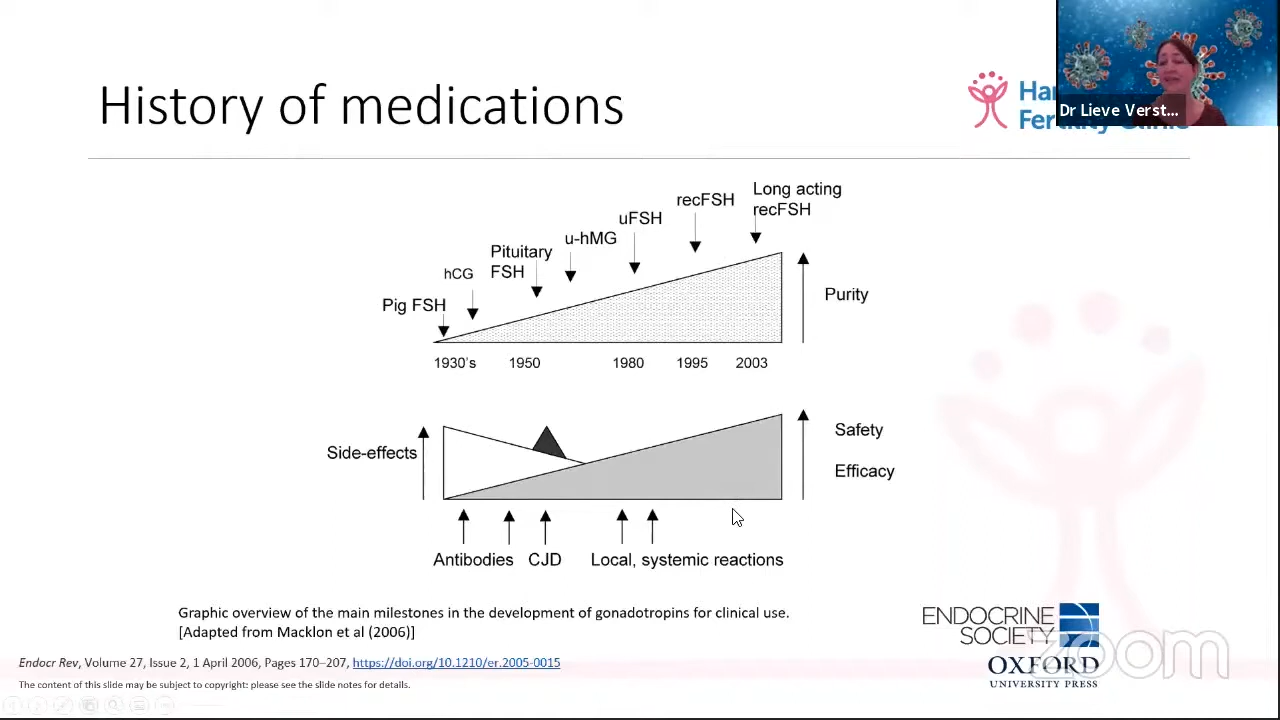 History of medications
Dr Lieve Verst...
Long acting
recFSH
recFSH
uFSH
u-hMG
Pituitary
FSH
hCG
Pig FSH
Purity
1930's 1950 1980 1995 2003
Safety
Side-effects
Efficacy
Antibodies CJD Local, systemic reactions
Graphic overview of the main milestones in the development of gonadotropins for clinical use.
[Adapted from Macklon et al (2006)]
ENDOCRINE
SOCIETY
zoom
OXFORD
UNIVERSITY PRESS
Endocr Rev, Volume 27, Issue 2, 1 April 2006, Pages 170–207, https://doi.org/10.1210/er.2005-0015
The content of this slide may be subject to copyright: please see the slide notes for details.